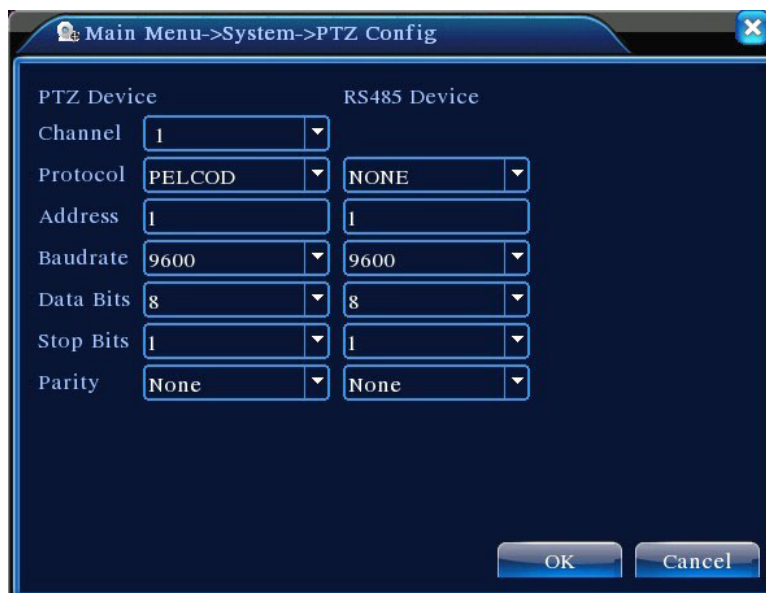 Main Menu->System->PTZ Config
PTZ Device RS485 Device
Channel 1
Protocol PELCOD NONE
Address 1 1
Baudrate 9600 9600
Data Bits 8 8
Stop Bits 1 1
Parity None None
OK Cancel